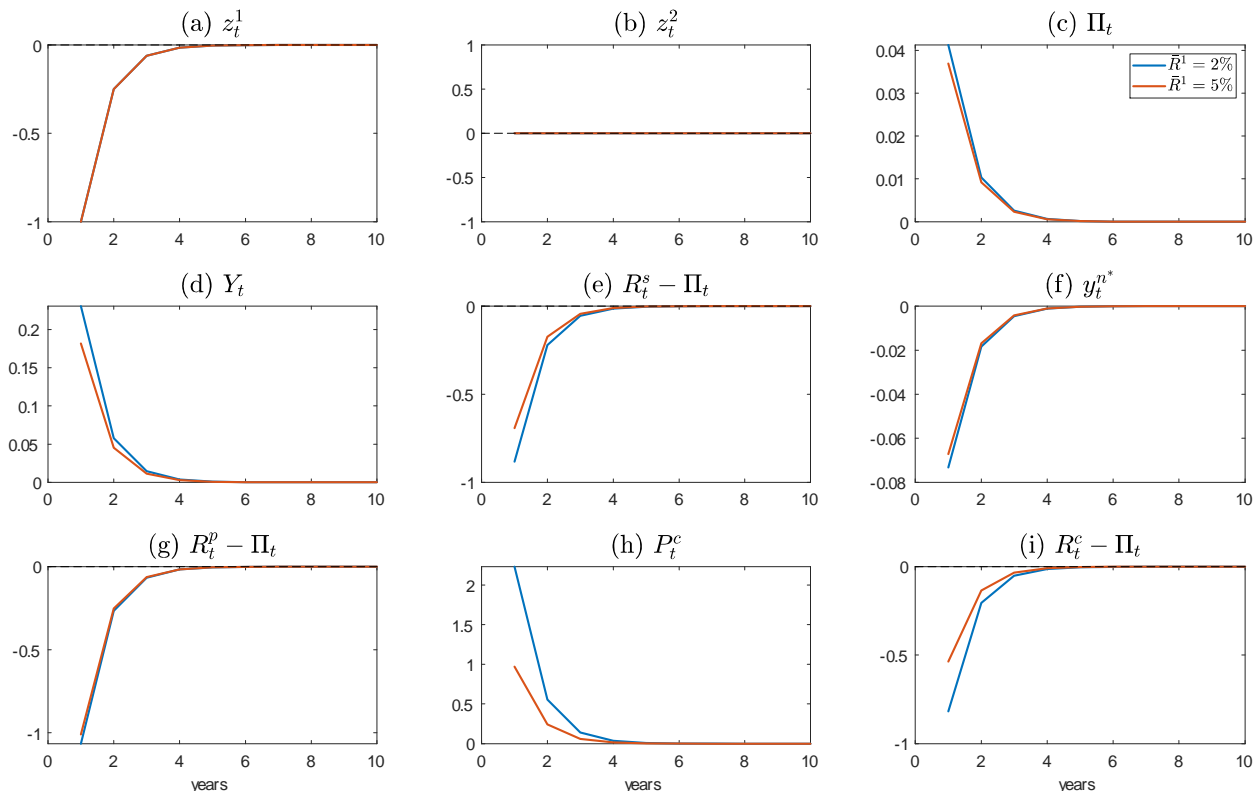 (a) $z_t^1$
0
-0.5
-1
0 2 4 6 8 10
(b) $z_t^2$
1
0.5
0
-0.5
-1
0 2 4 6 8 10
(c) $\Pi_t$
0.04
0.03
0.02
0.01
0
0 2 4 6 8 10
$\bar{R}^1 = 2\%$
$\bar{R}^1 = 5\%$
(d) $Y_t$
0.2
0.15
0.1
0.05
0
0 2 4 6 8 10
(e) $R_t^s - \Pi_t$
0
-0.5
-1
0 2 4 6 8 10
(f) $y_t^{n^*}$
0
-0.02
-0.04
-0.06
-0.08
0 2 4 6 8 10
(g) $R_t^p - \Pi_t$
0
-0.5
-1
0 2 4 6 8 10
years
(h) $P_t^c$
2
1.5
1
0.5
0
0 2 4 6 8 10
years
(i) $R_t^c - \Pi_t$
0
-0.5
-1
0 2 4 6 8 10
years